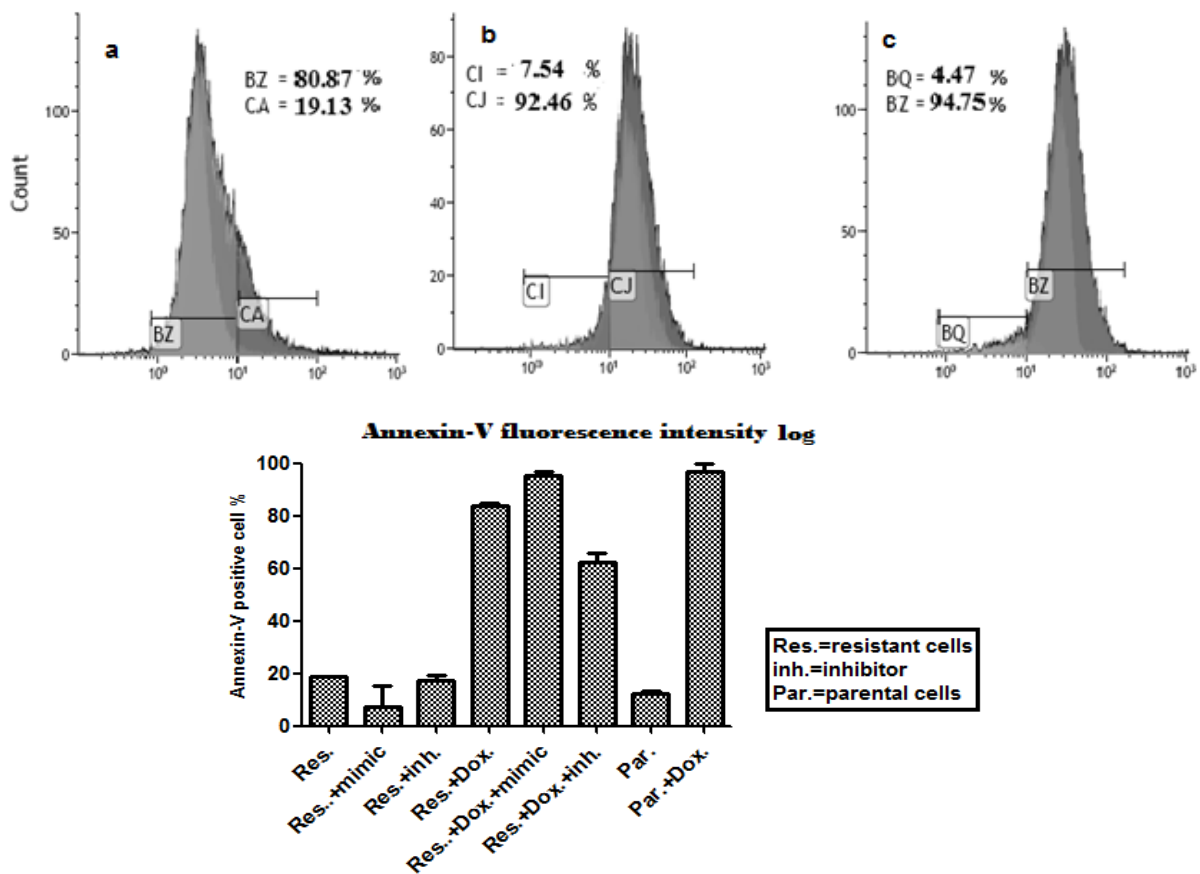 a
BZ = 80.87 %
CA = 19.13 %
100
50
0
BZ
CA
10⁰
10¹
10²
10³
Count
b
CI = 7.54 %
CJ = 92.46 %
80
60
40
20
0
CI
CJ
10⁰
10¹
10²
10³
c
BQ = 4.47 %
BZ = 94.75 %
100
50
0
BQ
BZ
10⁰
10¹
10²
10³
Annexin-V fluorescence intensity log
Annexin-V positive cell %
100
80
60
40
20
0
Res.
Res..+mimic
Res.+inh.
Res.+Dox.
Res..+Dox.+mimic
Res.+Dox.+inh.
Par.
Par.+Dox.
Res.=resistant cells
inh.=inhibitor
Par.=parental cells